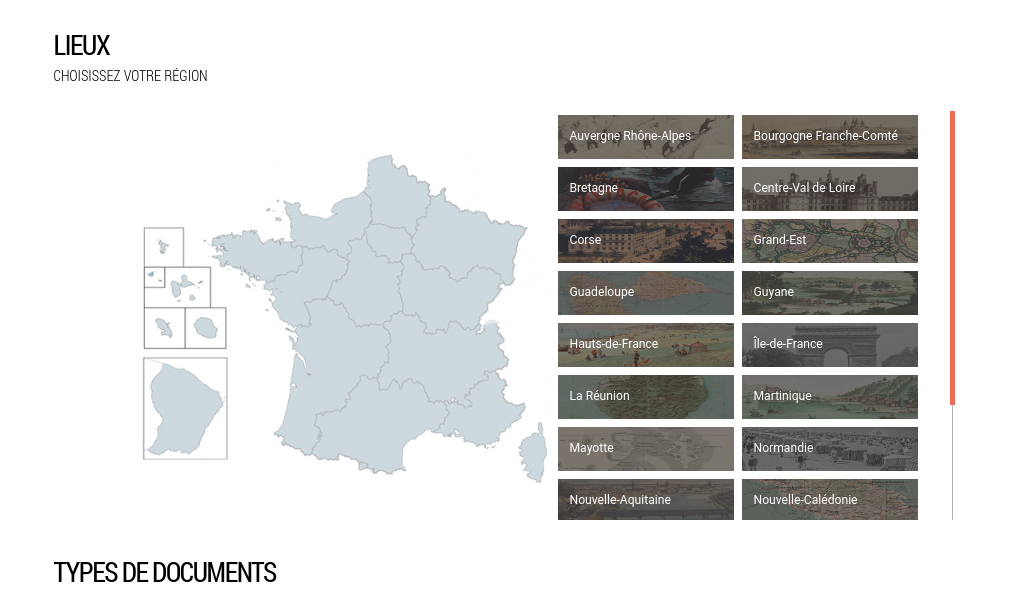 LIEUX
CHOISISSEZ VOTRE RÉGION
Auvergne Rhône-Alpes
Bourgogne Franche-Comté
Bretagne
Centre-Val de Loire
Corse
Grand-Est
Guadeloupe
Guyane
Hauts-de-France
Île-de-France
La Réunion
Martinique
Mayotte
Normandie
Nouvelle-Aquitaine
Nouvelle-Calédonie
TYPES DE DOCUMENTS